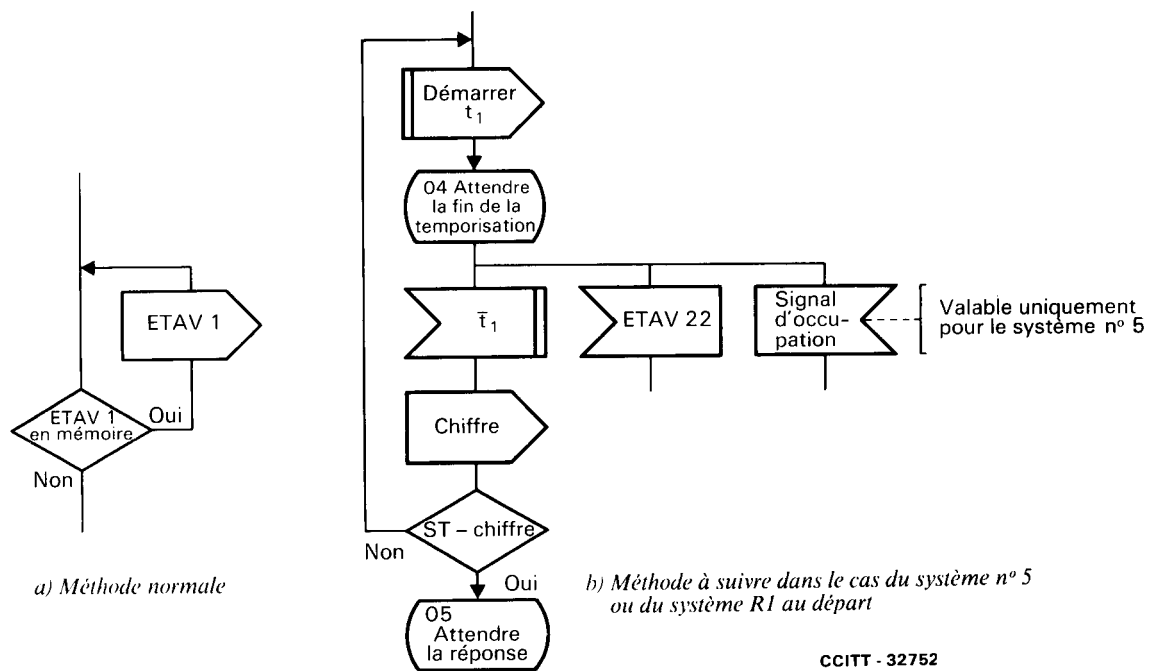 Démarrer
t₁
04 Attendre
la fin de la
temporisation
ETAV 1
t̄₁
ETAV 22
Signal
d'occu-
pation
Valable uniquement
pour le système nº 5
ETAV 1
en mémoire
Oui
Non
Chiffre
ST – chiffre
Non
Oui
a) Méthode normale
b) Méthode à suivre dans le cas du système nº 5
ou du système R1 au départ
05
Attendre
la réponse
CCITT - 32752